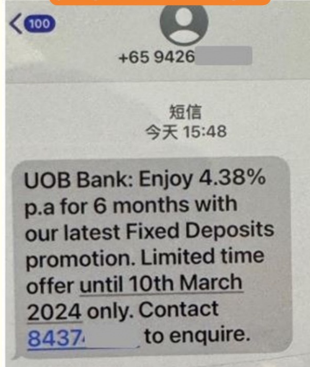 100
+65 9426
短信
今天 15:48
UOB Bank: Enjoy 4.38%
p.a for 6 months with
our latest Fixed Deposits
promotion. Limited time
offer until 10th March
2024 only. Contact
8437 to enquire.